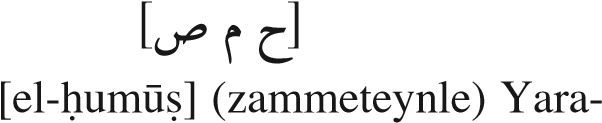 [ح م ص]
[el-ḥumūṣ] (zammeteynle) Yara-